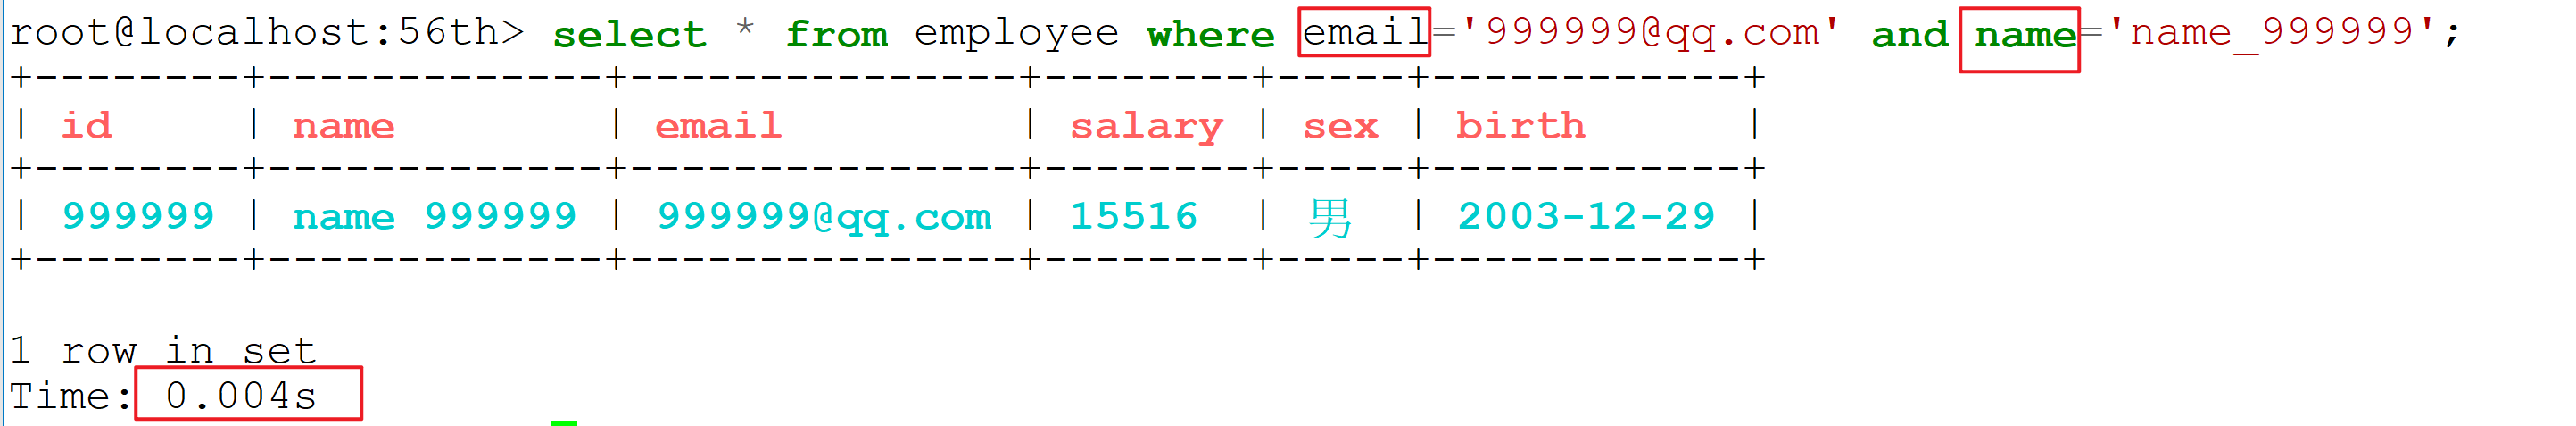 root@localhost:56th> select * from employee where email='999999@qq.com' and name='name_999999';
+--------+-------------+---------------+--------+-----+------------+
| id     | name        | email         | salary | sex | birth      |
+--------+-------------+---------------+--------+-----+------------+
| 999999 | name_999999 | 999999@qq.com | 15516  | 男  | 2003-12-29 |
+--------+-------------+---------------+--------+-----+------------+
1 row in set
Time: 0.004s